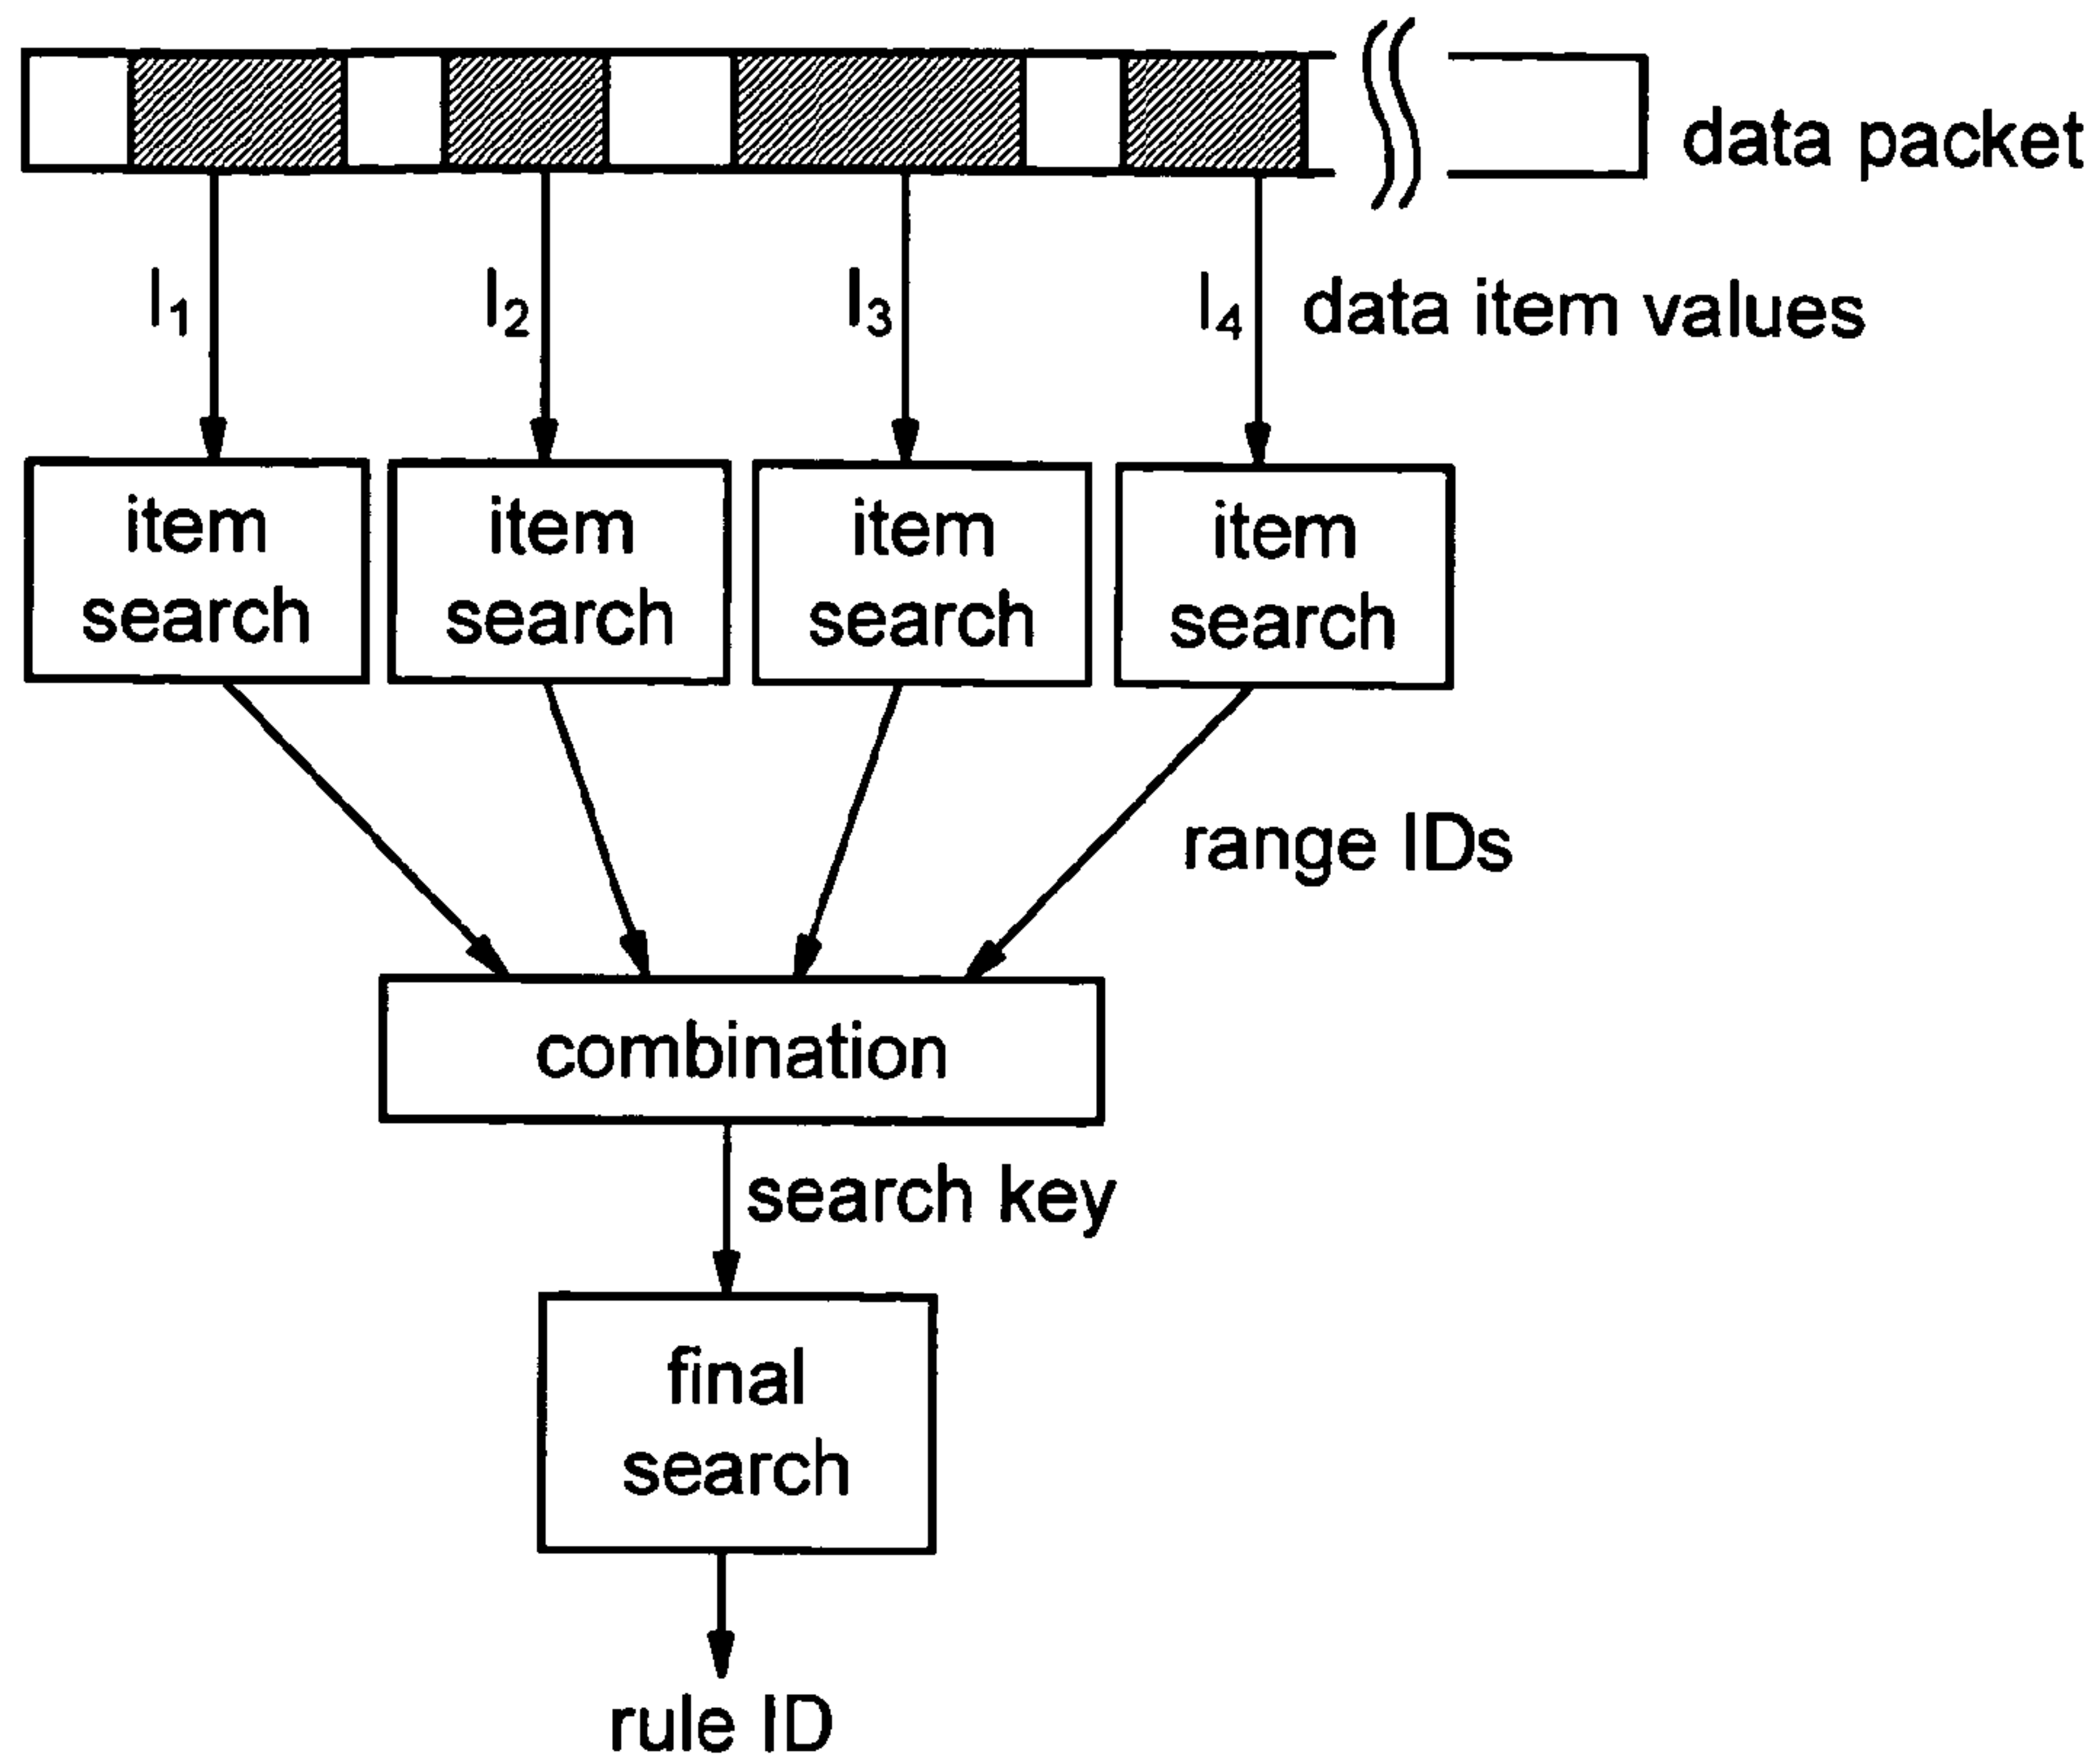 data packet
I1
I2
I3
I4
data item values
item
search
item
search
item
search
item
search
range IDs
combination
search key
final
search
rule ID